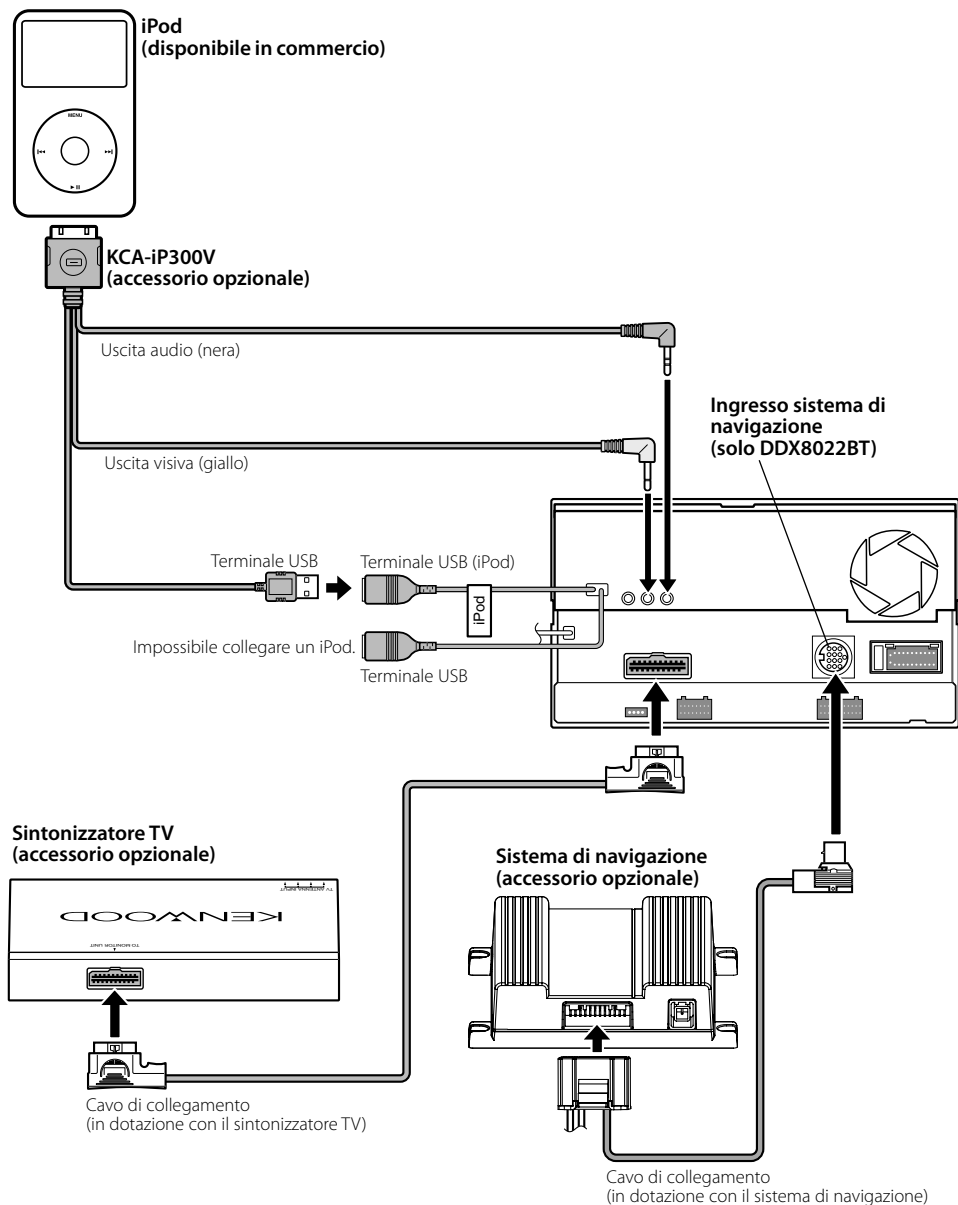 iPod
(disponibile in commercio)
MENU
KCA-iP300V
(accessorio opzionale)
Uscita audio (nera)
Ingresso sistema di
navigazione
(solo DDX8022BT)
Uscita visiva (giallo)
Terminale USB
Terminale USB (iPod)
iPod
Impossibile collegare un iPod.
Terminale USB
Sintonizzatore TV
(accessorio opzionale)
TV ANTENNA INPUT
KENWOOD
TO MONITOR UNIT
Sistema di navigazione
(accessorio opzionale)
Cavo di collegamento
(in dotazione con il sintonizzatore TV)
Cavo di collegamento
(in dotazione con il sistema di navigazione)